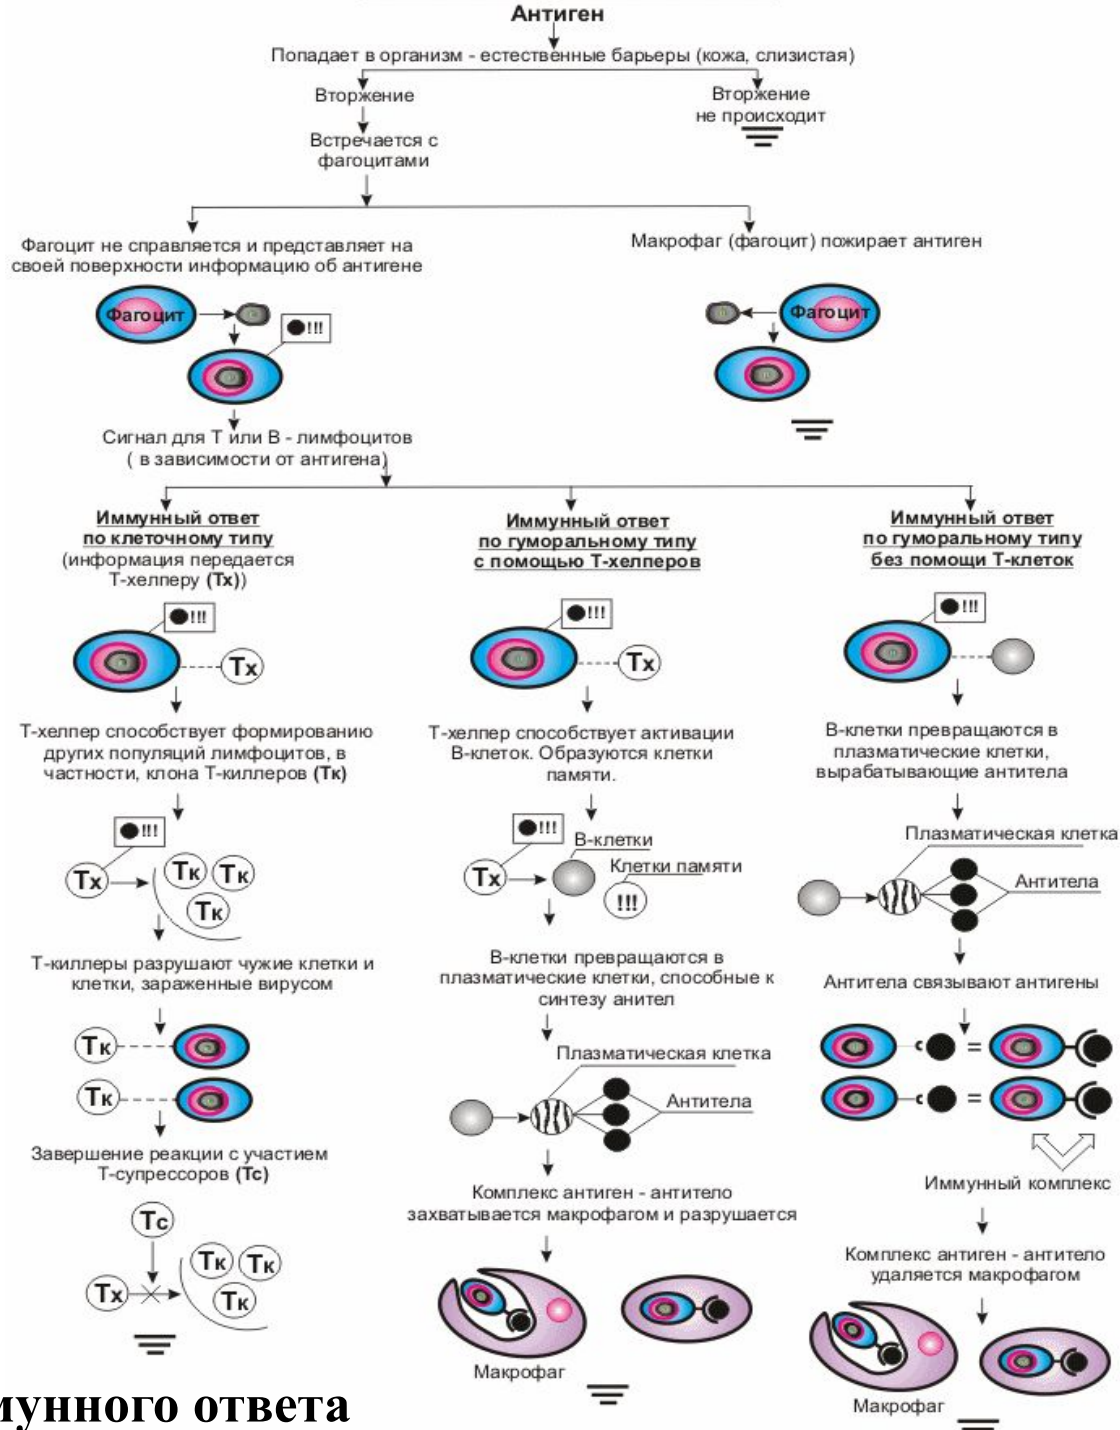 Антиген
Попадает в организм - естественные барьеры (кожа, слизистая)
Вторжение
Вторжение
не происходит
Встречается с
фагоцитами
Фагоцит не справляется и представляет на
своей поверхности информацию об антигене
Макрофаг (фагоцит) пожирает антиген
Фагоцит
!!!
Фагоцит
Сигнал для Т или В - лимфоцитов
( в зависимости от антигена)
Иммунный ответ
по клеточному типу
(информация передается
Т-хелперу (Тх))
!!!
Тх
Т-хелпер способствует формированию
других популяций лимфоцитов, в
частности, клона Т-киллеров (Тк)
!!!
Тх
Тк
Тк
Тк
Т-киллеры разрушают чужие клетки и
клетки, зараженные вирусом
Тк
Тк
Завершение реакции с участием
Т-супрессоров (Тс)
Тс
Тх
Тк
Тк
Тк
Иммунный ответ
по гуморальному типу
с помощью Т-хелперов
!!!
Тх
Т-хелпер способствует активации
В-клеток. Образуются клетки
памяти.
!!!
В-клетки
Тх
Клетки памяти
!!!
В-клетки превращаются в
плазматические клетки, способные к
синтезу анител
Плазматическая клетка
Антитела
Комплекс антиген - антитело
захватывается макрофагом и разрушается
Макрофаг
Иммунный ответ
по гуморальному типу
без помощи Т-клеток
!!!
В-клетки превращаются в
плазматические клетки,
вырабатывающие антитела
Плазматическая клетка
Антитела
Антитела связывают антигены
=
=
Иммунный комплекс
Комплекс антиген - антитело
удаляется макрофагом
Макрофаг
мунного ответа